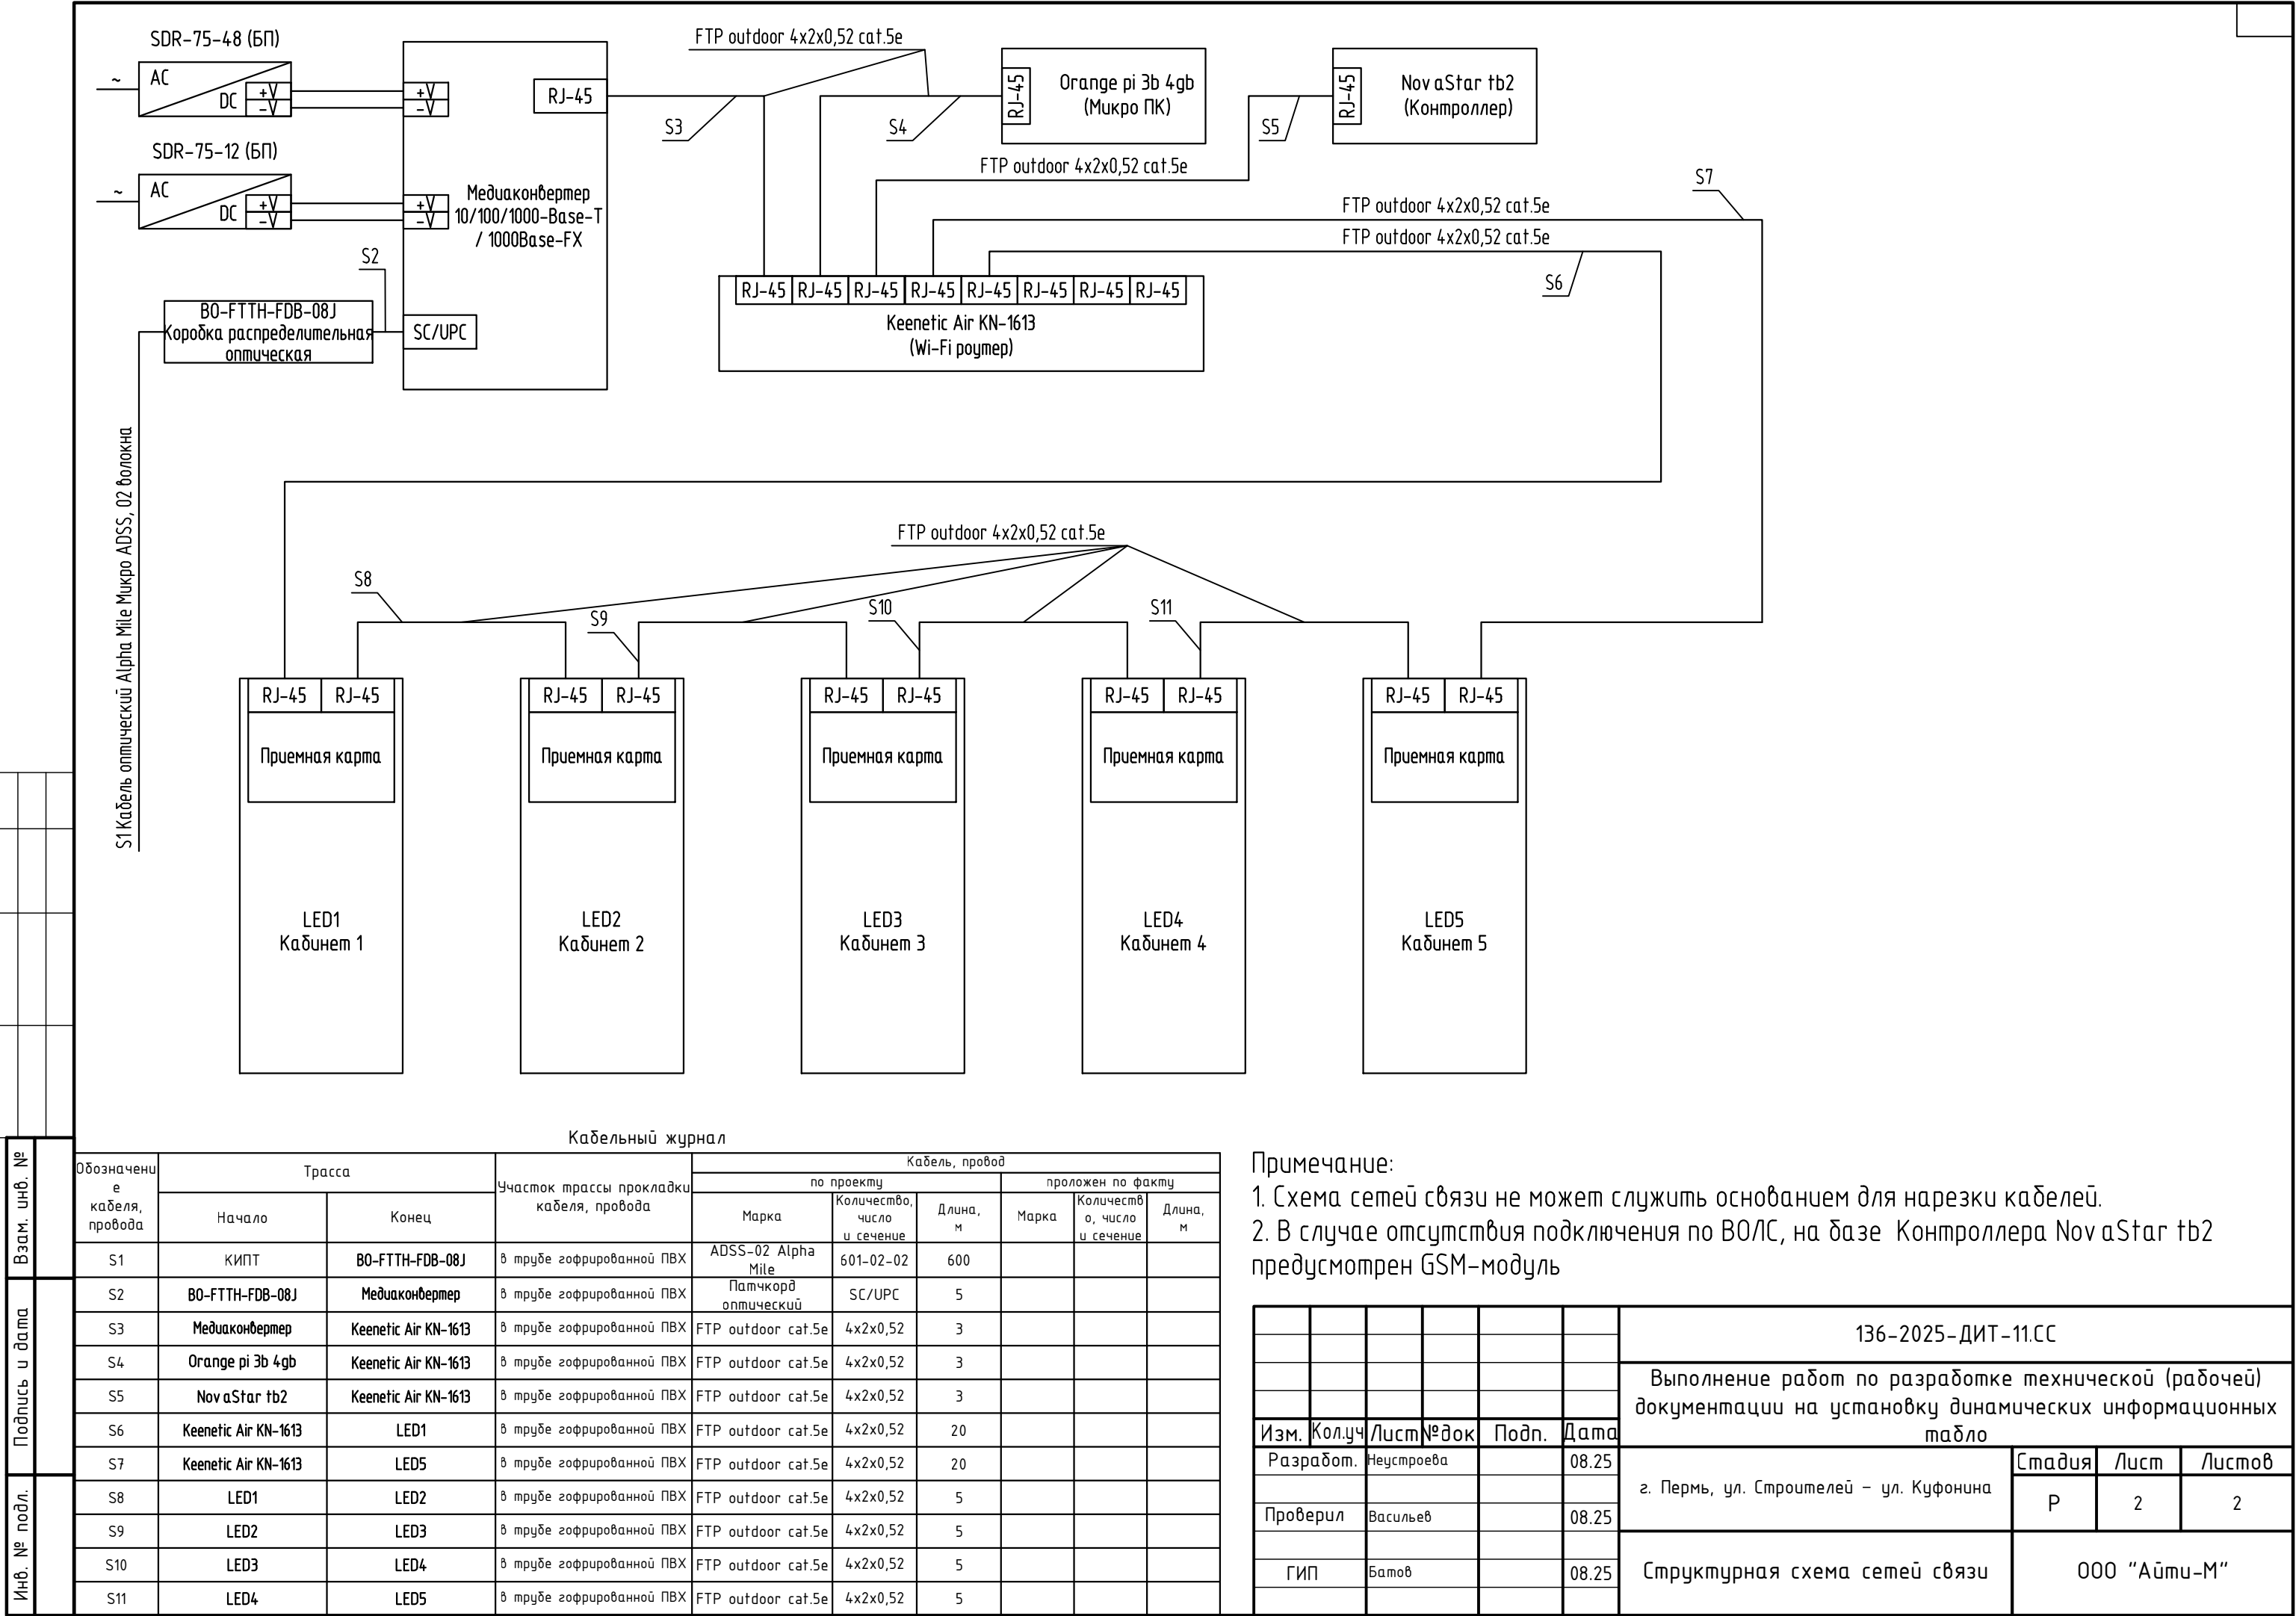 SDR-75-48 (БП)
~
AC
DC
+V
-V
+V
-V
RJ-45
SDR-75-12 (БП)
~
AC
DC
+V
-V
+V
-V
Медиаконвертер
10/100/1000-Base-T
/ 1000Base-FX
S2
BO-FTTH-FDB-08J
Коробка распределительная
оптическая
SC/UPC
S1 Кабель оптический Alpha Mile Микро ADSS, 02 волокна
FTP outdoor 4x2x0,52 cat.5e
S3
S4
RJ-45
Orange pi 3b 4gb
(Микро ПК)
S5
RJ-45
NovaStar tb2
(Контроллер)
FTP outdoor 4x2x0,52 cat.5e
S7
FTP outdoor 4x2x0,52 cat.5e
FTP outdoor 4x2x0,52 cat.5e
S6
RJ-45 RJ-45 RJ-45 RJ-45 RJ-45 RJ-45 RJ-45 RJ-45
Keenetic Air KN-1613
(Wi-Fi роутер)
FTP outdoor 4x2x0,52 cat.5e
S8
S9
S10
S11
RJ-45 RJ-45 RJ-45 RJ-45 RJ-45 RJ-45 RJ-45 RJ-45 RJ-45 RJ-45
Приемная карта Приемная карта Приемная карта Приемная карта Приемная карта
LED1 LED2 LED3 LED4 LED5
Кабинет 1 Кабинет 2 Кабинет 3 Кабинет 4 Кабинет 5
Кабельный журнал
Обозначени
е
кабеля,
провода
Трасса
Начало
Конец
Участок трассы прокладки
кабеля, провода
Кабель, провод
по проекту
проложен по факту
Марка
Количество,
число
и сечение
Длина,
м
Марка
Количеств
о, число
и сечение
Длина,
м
S1 КИПТ BO-FTTH-FDB-08J в трубе гофрированной ПВХ ADSS-02 Alpha Mile 601-02-02 600
S2 BO-FTTH-FDB-08J Медиаконвертер в трубе гофрированной ПВХ Патчкорд оптический SC/UPC 5
S3 Медиаконвертер Keenetic Air KN-1613 в трубе гофрированной ПВХ FTP outdoor cat.5e 4x2x0,52 3
S4 Orange pi 3b 4gb Keenetic Air KN-1613 в трубе гофрированной ПВХ FTP outdoor cat.5e 4x2x0,52 3
S5 NovaStar tb2 Keenetic Air KN-1613 в трубе гофрированной ПВХ FTP outdoor cat.5e 4x2x0,52 3
S6 Keenetic Air KN-1613 LED1 в трубе гофрированной ПВХ FTP outdoor cat.5e 4x2x0,52 20
S7 Keenetic Air KN-1613 LED5 в трубе гофрированной ПВХ FTP outdoor cat.5e 4x2x0,52 20
S8 LED1 LED2 в трубе гофрированной ПВХ FTP outdoor cat.5e 4x2x0,52 5
S9 LED2 LED3 в трубе гофрированной ПВХ FTP outdoor cat.5e 4x2x0,52 5
S10 LED3 LED4 в трубе гофрированной ПВХ FTP outdoor cat.5e 4x2x0,52 5
S11 LED4 LED5 в трубе гофрированной ПВХ FTP outdoor cat.5e 4x2x0,52 5
Примечание:
1. Схема сетей связи не может служить основанием для нарезки кабелей.
2. В случае отсутствия подключения по ВОЛС, на базе Контроллера NovaStar tb2
предусмотрен GSM-модуль
136-2025-ДИТ-11.СС
Выполнение работ по разработке технической (рабочей)
документации на установку динамических информационных
табло
Изм. Кол.уч Лист №док Подп. Дата
Разработ. Неустроева 08.25
Проверил Васильев 08.25
ГИП Батов 08.25
г. Пермь, ул. Строителей - ул. Куфонина
Стадия Лист Листов
Р 2 2
Структурная схема сетей связи
ООО "Айти-М"
Взам. инв. №
Подпись и дата
Инв. № подл.